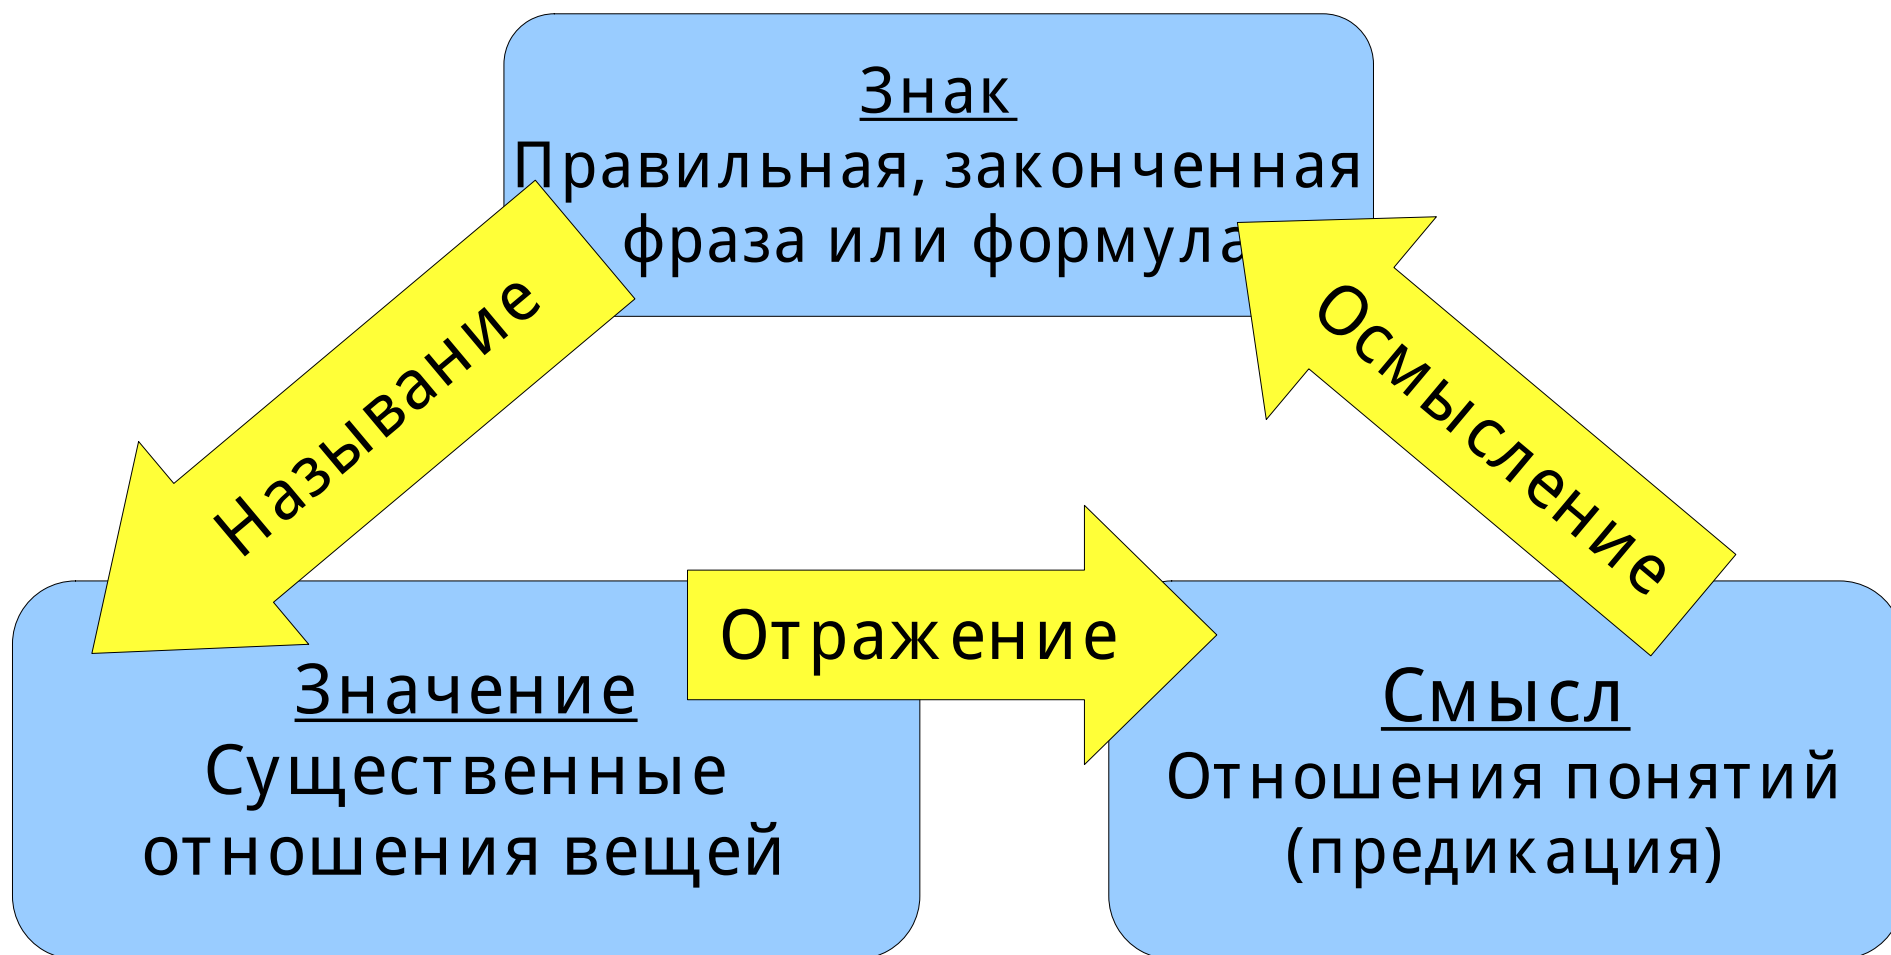 Знак
Правильная, законченная
фраза или формула
Называние
Осмысление
Отражение
Значение
Существенные
отношения вещей
Смысл
Отношения понятий
(предикация)